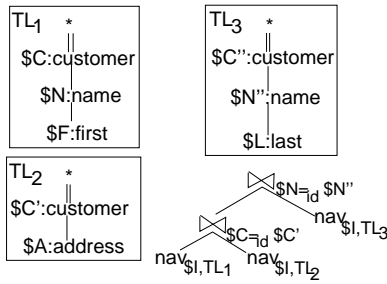 TL1
*
$C:customer
$N:name
$F:first
TL3
*
$C'':customer
$N'':name
$L:last
TL2
*
$C':customer
$A:address
$N=id $N''
$C=id $C'
nav$I,TL3
nav$I,TL1
nav$I,TL2